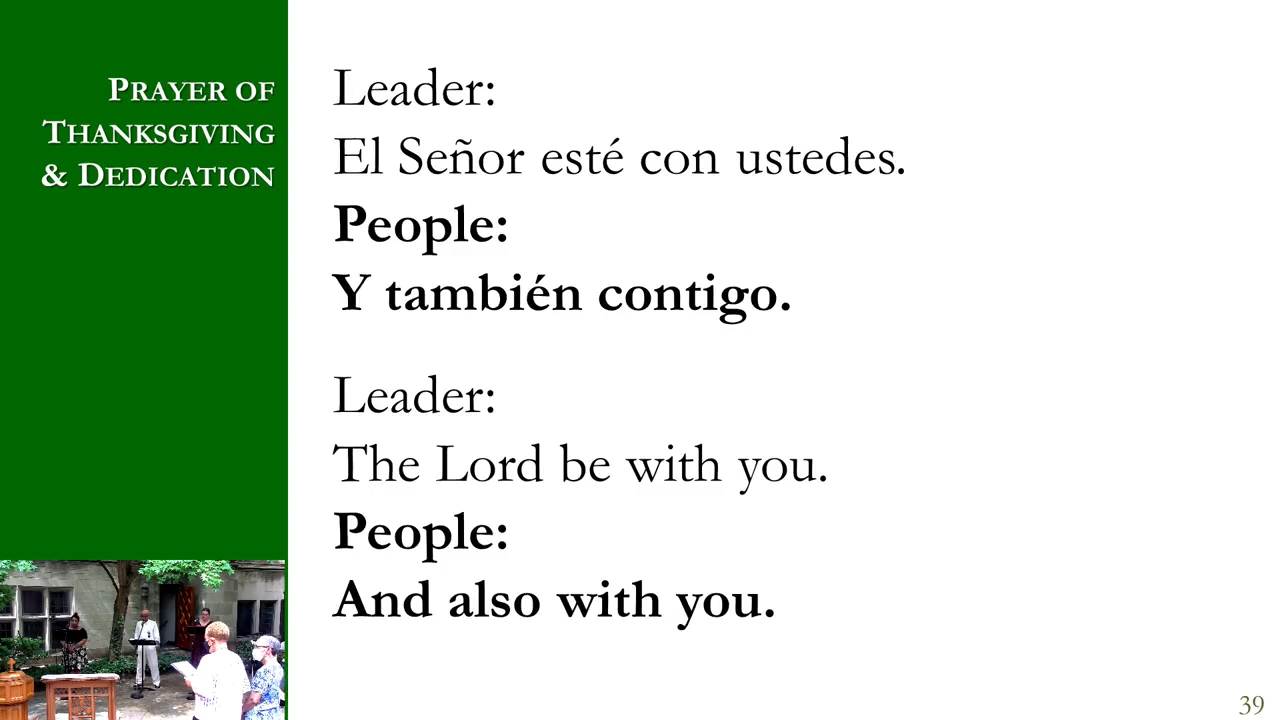 PRAYER OF
THANKSGIVING
& DEDICATION
Leader:
El Señor esté con ustedes.
People:
Y también contigo.
Leader:
The Lord be with you.
People:
And also with you.
39